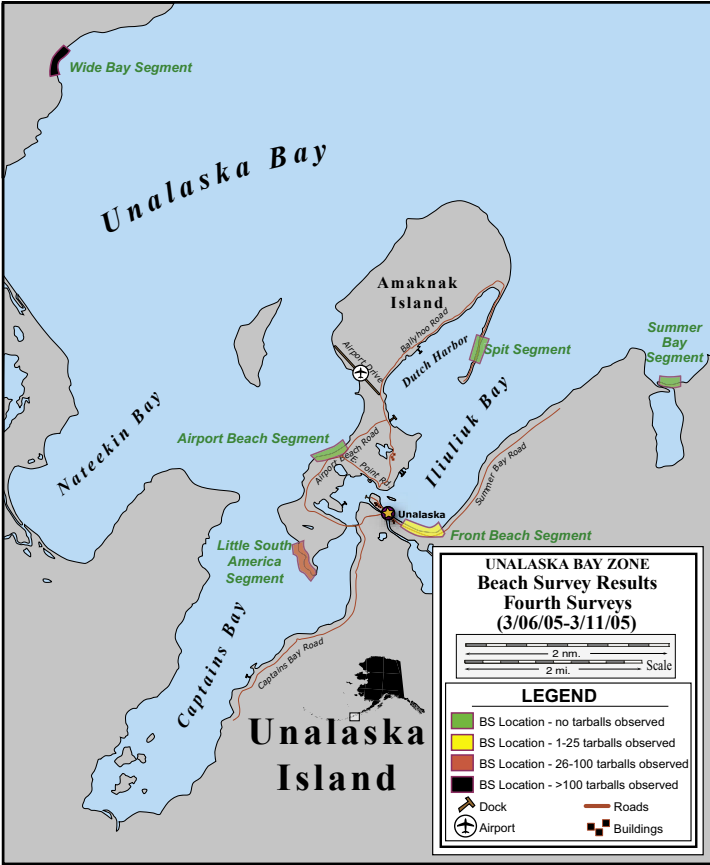 Wide Bay Segment
Unalaska Bay
Amaknak
Island
Ballyhoo Road
Airport Drive
Dutch Harbor
Spit Segment
Summer
Bay
Segment
Iliuliuk Bay
Nateekin Bay
Airport Beach Segment
Airport Beach Road
E. Point Rd.
Summer Bay Road
Unalaska
Front Beach Segment
Little South
America
Segment
Captains Bay
Captains Bay Road
Unalaska
Island
UNALASKA BAY ZONE
Beach Survey Results
Fourth Surveys
(3/06/05-3/11/05)
2 nm.
2 mi.
Scale
LEGEND
BS Location - no tarballs observed
BS Location - 1-25 tarballs observed
BS Location - 26-100 tarballs observed
BS Location - >100 tarballs observed
Dock
Roads
Airport
Buildings